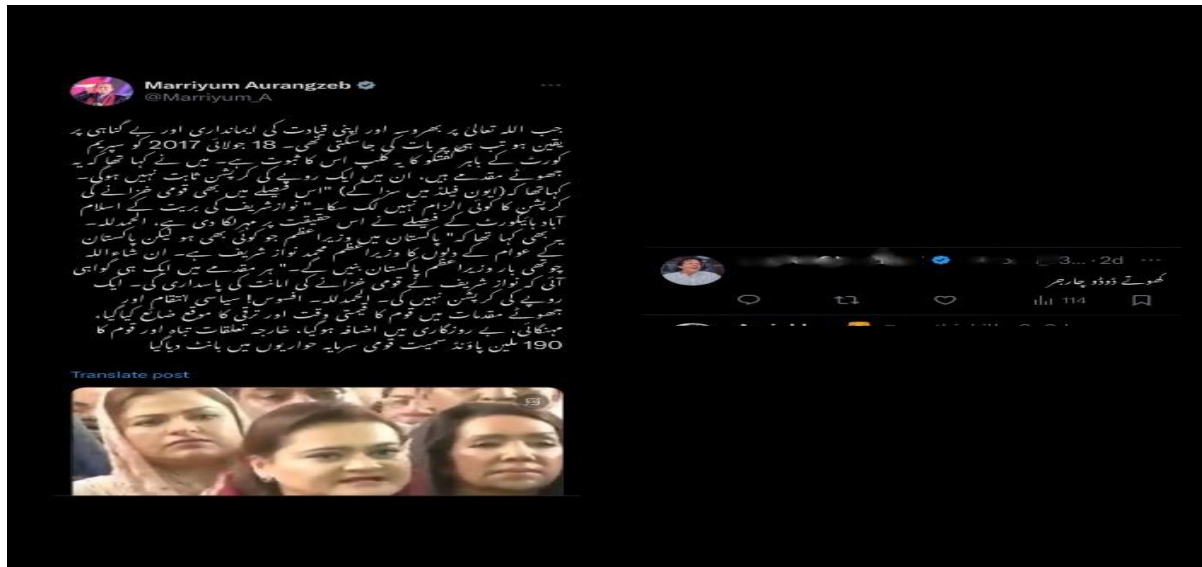 Marriyum Aurangzeb
@Marriyum_A
جب اللہ تعالیٰ پر بھروسہ اور اپنی قیادت کی ایمانداری اور بے گناہی پر
یقین ہو تب ہی یہ بات کی جاسکتی تھی۔ 18 جولائی 2017 کو سپریم
کورٹ کے باہر گفتگو کا یہ کلپ اس کا ثبوت ہے۔ میں نے کہا تھا کہ یہ
جھوٹے مقدمے ہیں، ان میں ایک روپے کی کرپشن ثابت نہیں ہوگی۔
کہاتھا کہ (ایون فیلڈ میں سزا کے) "اس فیصلے میں بھی قومی خزانے کی
کرپشن کا کوئی الزام نہیں لگ سکا۔" نوازشریف کی بریت کے اسلام
آباد ہائیکورٹ کے فیصلے نے اس حقیقت پر مہر لگا دی ہے، الحمدللہ۔
یہ بھی کہا تھا کہ" پاکستان میں وزیراعظم جو کوئی بھی ہو لیکن پاکستان
کے عوام کے دلوں کا وزیراعظم محمد نواز شریف ہے۔ ان شاءاللہ
چوتھی بار وزیراعظم پاکستان بنیں گے۔" ہر مقدمے میں ایک ہی گواہی
آئی کہ نواز شریف نے قومی خزانے کی امانت کی پاسداری کی۔ ایک
روپے کی کرپشن نہیں کی۔ الحمدللہ۔ افسوس! سیاسی انتقام اور
جھوٹے مقدمات میں قوم کا قیمتی وقت اور ترقی کا موقع ضائع کیاگیا،
مہنگائی، بے روزگاری میں اضافہ ہوگیا، خارجہ تعلقات تباہ اور قوم کا
190 ملین پاؤنڈ سمیت قومی سرمایہ حواریوں میں بانٹ دیاگیا
Translate post
3... · 2d
کھوتے ڈوڈو چارجر
114